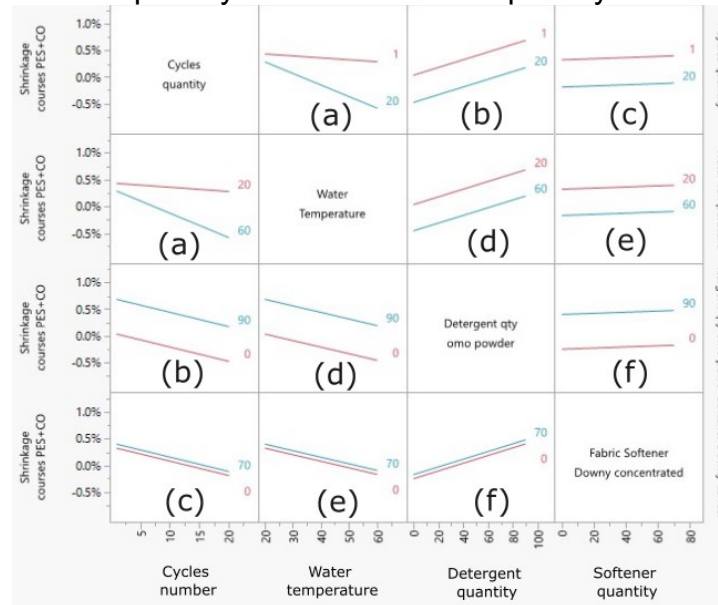 Shrinkage
courses PES+CO
1.0%
0.5%
0.0%
-0.5%
Cycles
quantity
1
20
(a)
1
20
(b)
1
20
(c)
Shrinkage
courses PES+CO
1.0%
0.5%
0.0%
-0.5%
20
60
(a)
Water
Temperature
20
60
(d)
20
60
(e)
Shrinkage
courses PES+CO
1.0%
0.5%
0.0%
-0.5%
90
0
(b)
90
0
(d)
Detergent qty
omo powder
90
0
(f)
Shrinkage
courses PES+CO
1.0%
0.5%
0.0%
-0.5%
70
0
(c)
70
0
(e)
70
0
(f)
Fabric Softener
Downy concentrated
5 10 15 20
20 30 40 50 60
0 20 40 60 80 100
0 20 40 60 80
Cycles
number
Water
temperature
Detergent
quantity
Softener
quantity